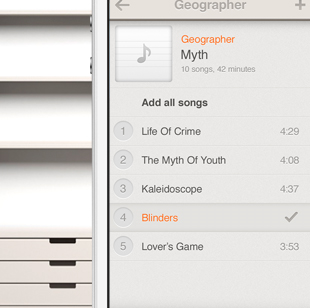 Geographer
Geographer
Myth
10 songs, 42 minutes
Add all songs
1 Life Of Crime 4:29
2 The Myth Of Youth 4:08
3 Kaleidoscope 4:37
4 Blinders
5 Lover's Game 3:53